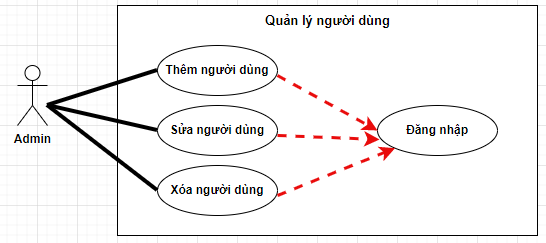 Quản lý người dùng
Thêm người dùng
Admin
Sửa người dùng
Đăng nhập
Xóa người dùng